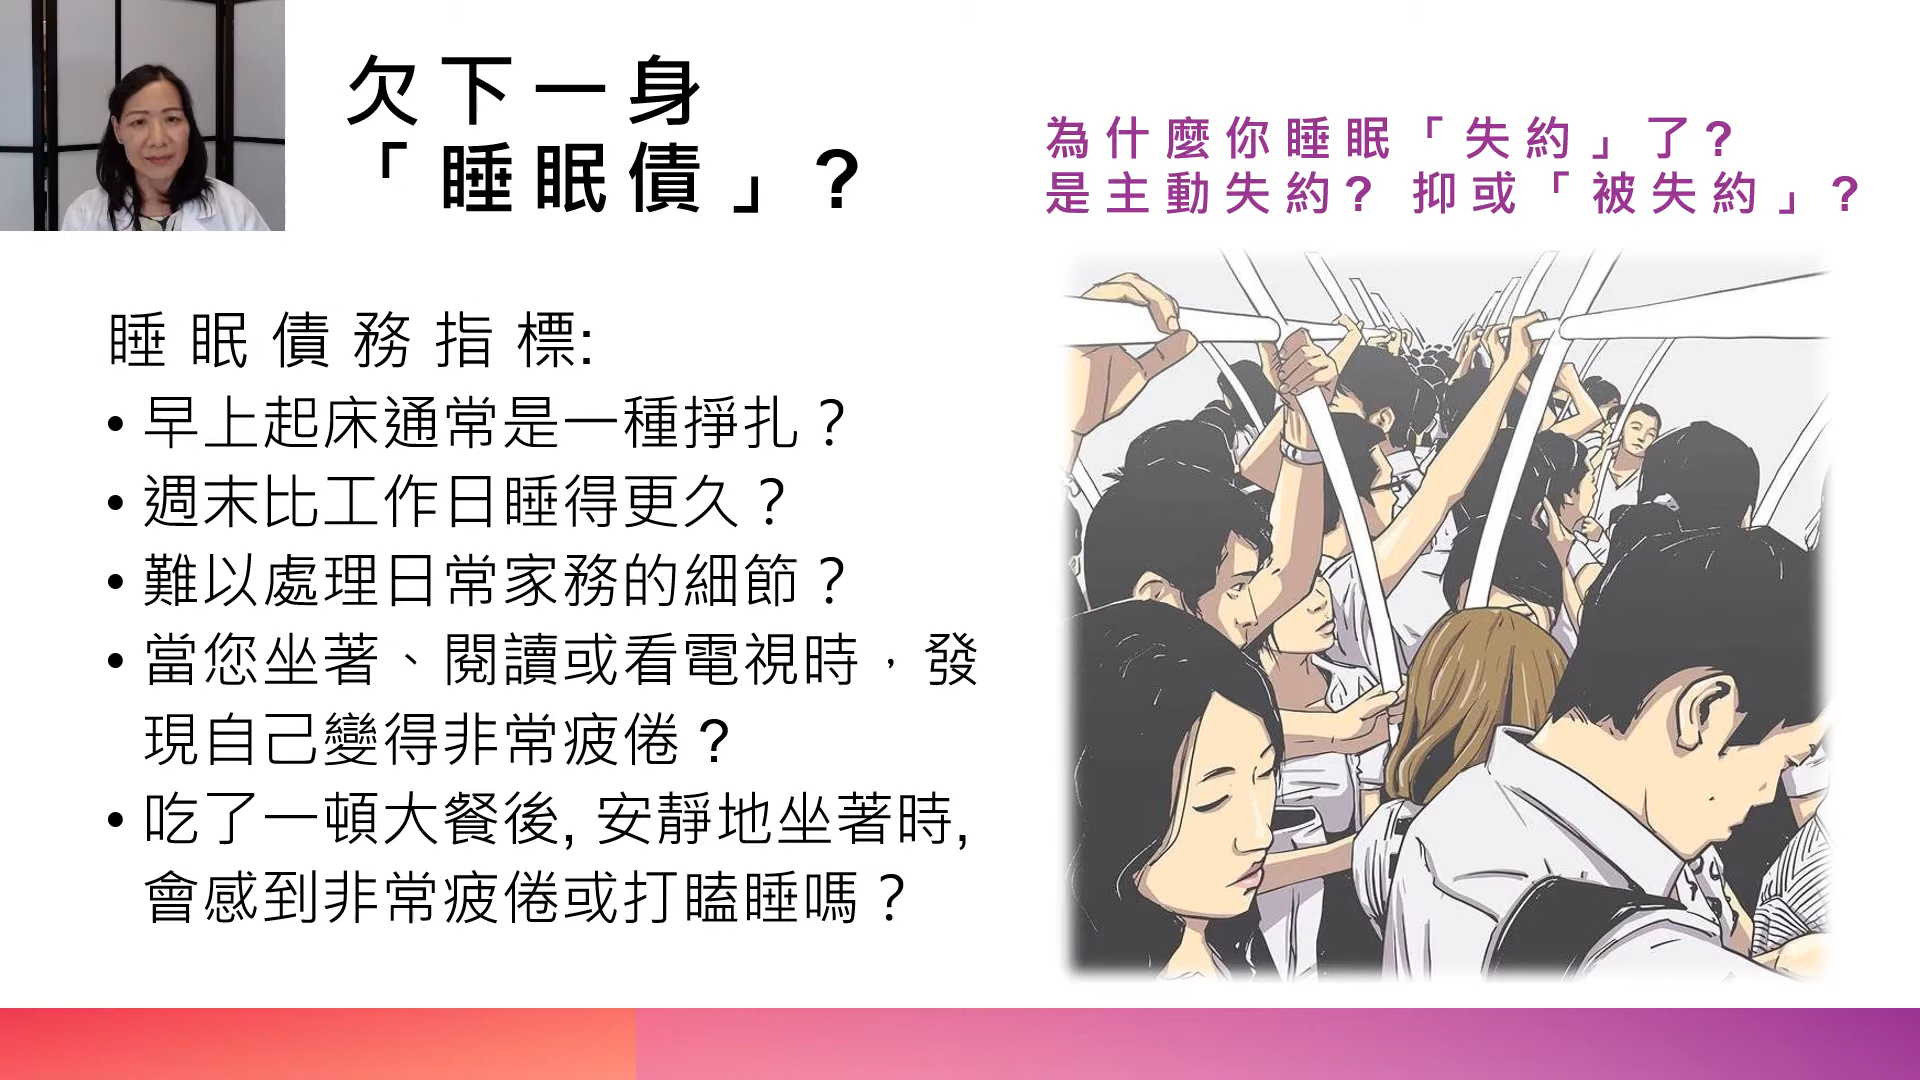 欠下一身
「睡眠債」?
為什麼你睡眠「失約」了?
是主動失約? 抑或「被失約」?
睡眠債務指標:
• 早上起床通常是一種掙扎?
• 週末比工作日睡得更久?
• 難以處理日常家務的細節?
• 當您坐著、閱讀或看電視時，發
現自己變得非常疲倦?
• 吃了一頓大餐後, 安靜地坐著時,
會感到非常疲倦或打瞌睡嗎?